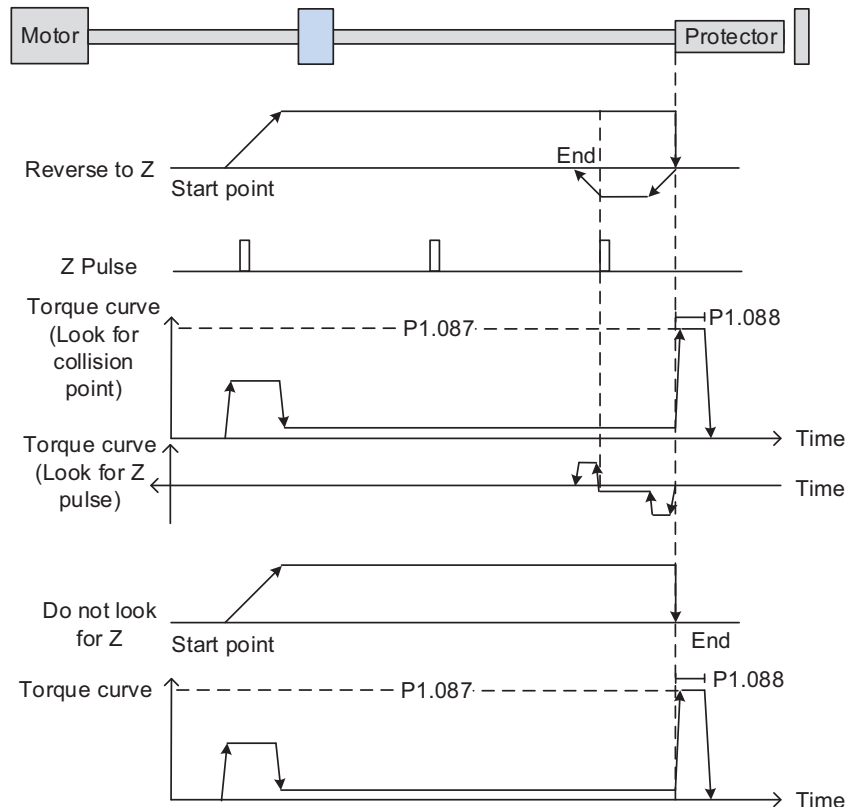 Motor
Protector
Reverse to Z
End
Start point
Z Pulse
Torque curve
(Look for
collision
point)
P1.087
P1.088
Time
Torque curve
(Look for Z
pulse)
Time
Do not look
for Z
Start point
End
Torque curve
P1.087
P1.088
Time